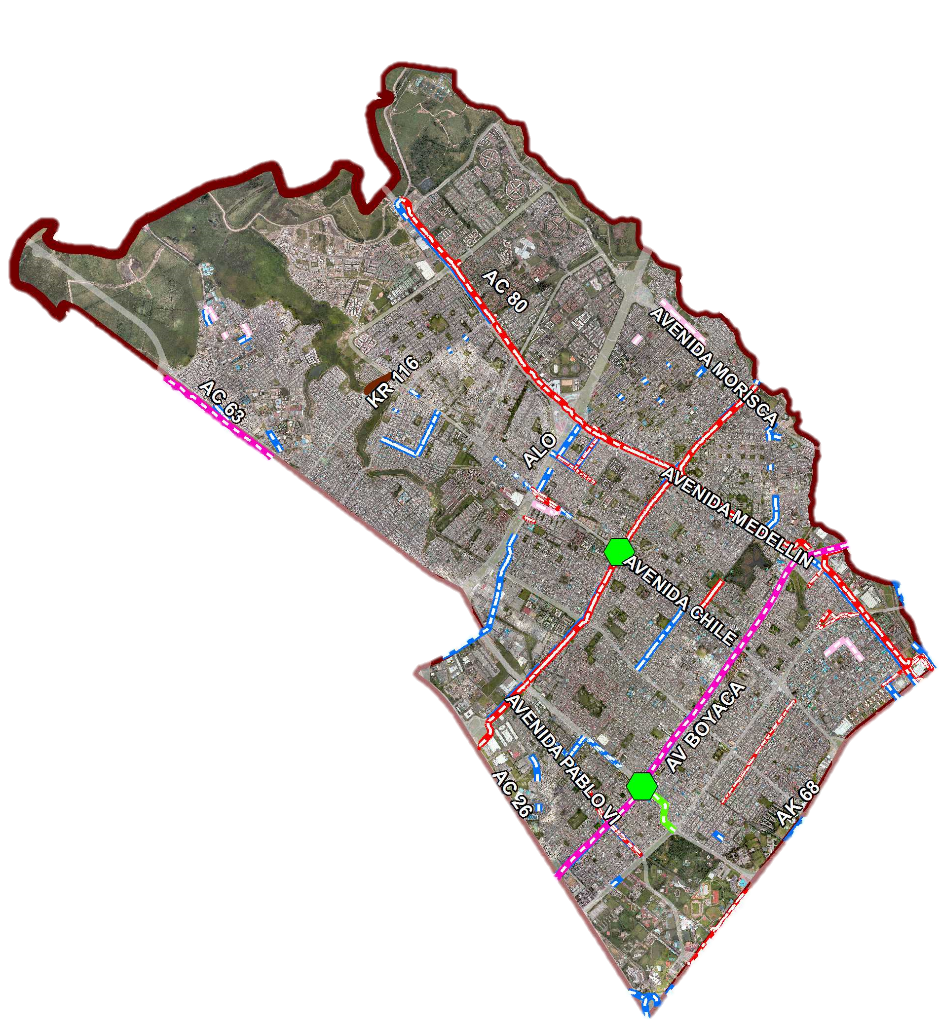 AC 80
AVENIDA MORISCA
KR 116
AC 63
ALO
AVENIDA MEDELLIN
AVENIDA CHILE
AV BOYACA
AVENIDA PABLO VI
AC 26
AK 68